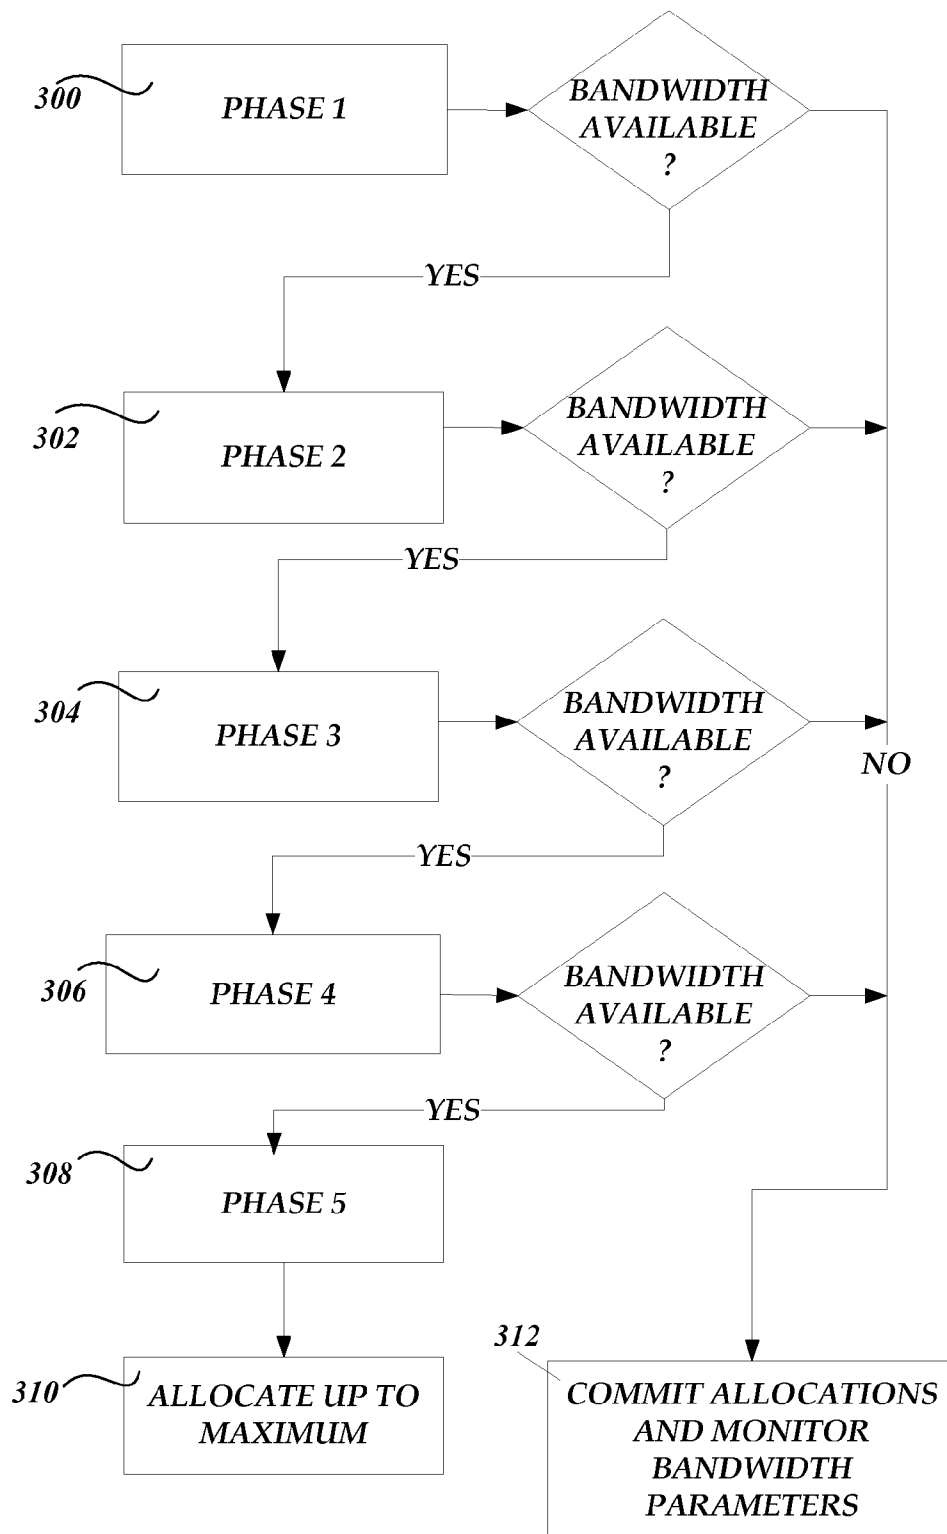 300
PHASE 1
BANDWIDTH
AVAILABLE
?
YES
302
PHASE 2
BANDWIDTH
AVAILABLE
?
YES
304
PHASE 3
BANDWIDTH
AVAILABLE
?
NO
YES
306
PHASE 4
BANDWIDTH
AVAILABLE
?
YES
308
PHASE 5
310
ALLOCATE UP TO
MAXIMUM
312
COMMIT ALLOCATIONS
AND MONITOR
BANDWIDTH
PARAMETERS